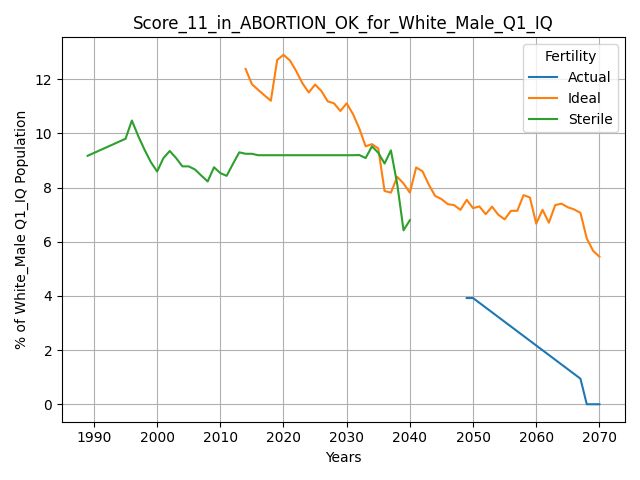 Score_11_in_ABORTION_OK_for_White_Male_Q1_IQ
Fertility
Actual
Ideal
Sterile
% of White_Male Q1_IQ Population
12
10
8
6
4
2
0
1990 2000 2010 2020 2030 2040 2050 2060 2070
Years